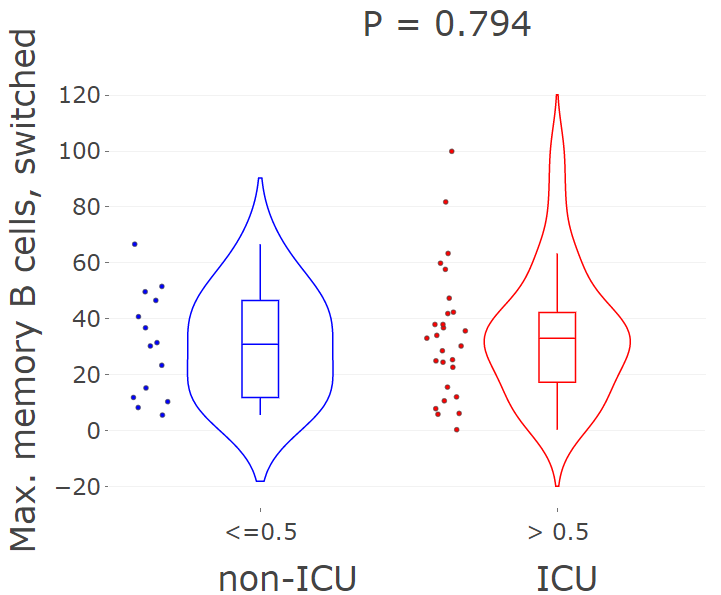 P = 0.794
Max. memory B cells, switched
120
100
80
60
40
20
0
−20
<=0.5
> 0.5
non-ICU
ICU